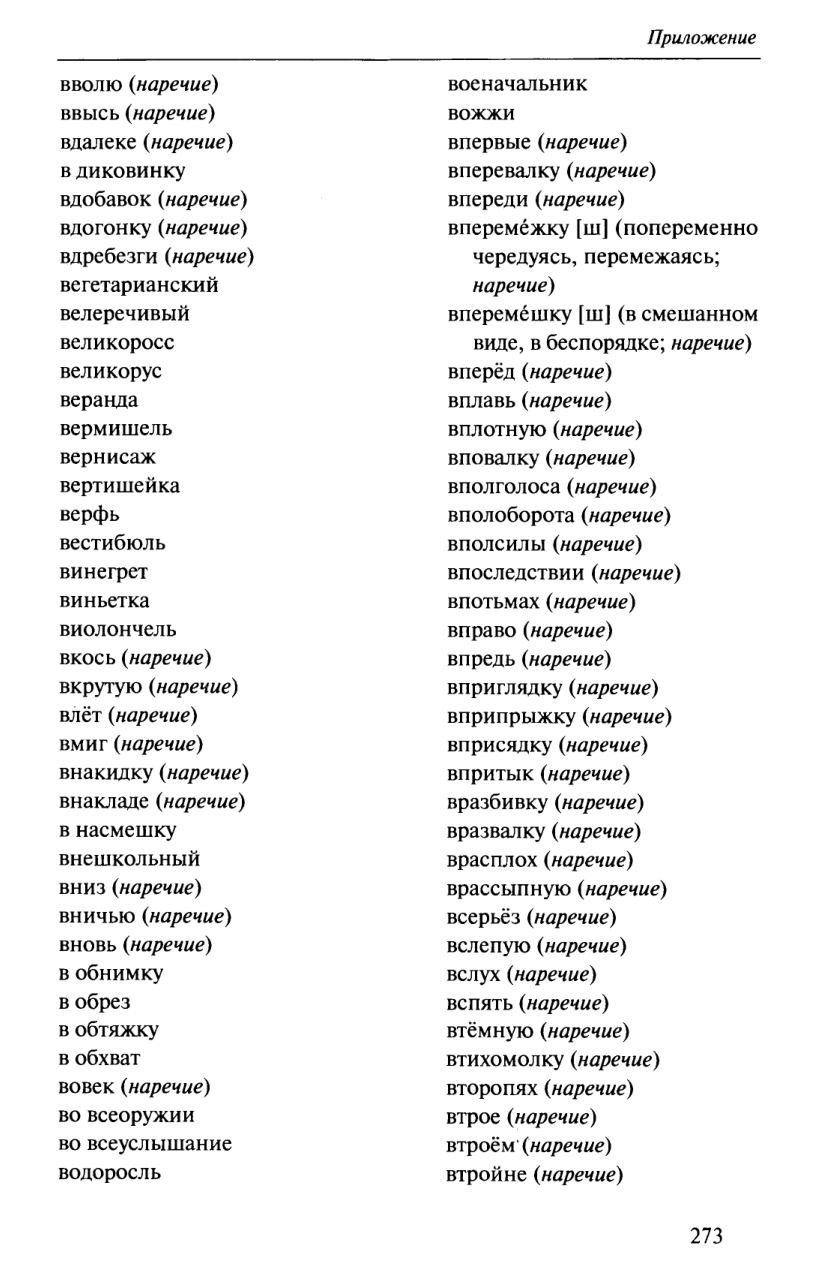 Приложение
вволю (наречие)
ввысь (наречие)
вдалеке (наречие)
в диковинку
вдобавок (наречие)
вдогонку (наречие)
вдребезги (наречие)
вегетарианский
велеречивый
великоросс
великорус
веранда
вермишель
вернисаж
вертишейка
верфь
вестибюль
винегрет
виньетка
виолончель
вкось (наречие)
вкрутую (наречие)
влёт (наречие)
вмиг (наречие)
внакидку (наречие)
внакладе (наречие)
в насмешку
внешкольный
вниз (наречие)
вничью (наречие)
вновь (наречие)
в обнимку
в обрез
в обтяжку
в обхват
вовек (наречие)
во всеоружии
во всеуслышание
водоросль
военачальник
вожжи
впервые (наречие)
вперевалку (наречие)
впереди (наречие)
вперемéжку [ш] (попеременно
чередуясь, перемежаясь;
наречие)
вперемéшку [ш] (в смешанном
виде, в беспорядке; наречие)
вперёд (наречие)
вплавь (наречие)
вплотную (наречие)
вповалку (наречие)
вполголоса (наречие)
вполоборота (наречие)
вполсилы (наречие)
впоследствии (наречие)
впотьмах (наречие)
вправо (наречие)
впредь (наречие)
вприглядку (наречие)
вприпрыжку (наречие)
вприсядку (наречие)
впритык (наречие)
вразбивку (наречие)
вразвалку (наречие)
врасплох (наречие)
врассыпную (наречие)
всерьёз (наречие)
вслепую (наречие)
вслух (наречие)
вспять (наречие)
втёмную (наречие)
втихомолку (наречие)
второпях (наречие)
втрое (наречие)
втроём (наречие)
втройне (наречие)
273